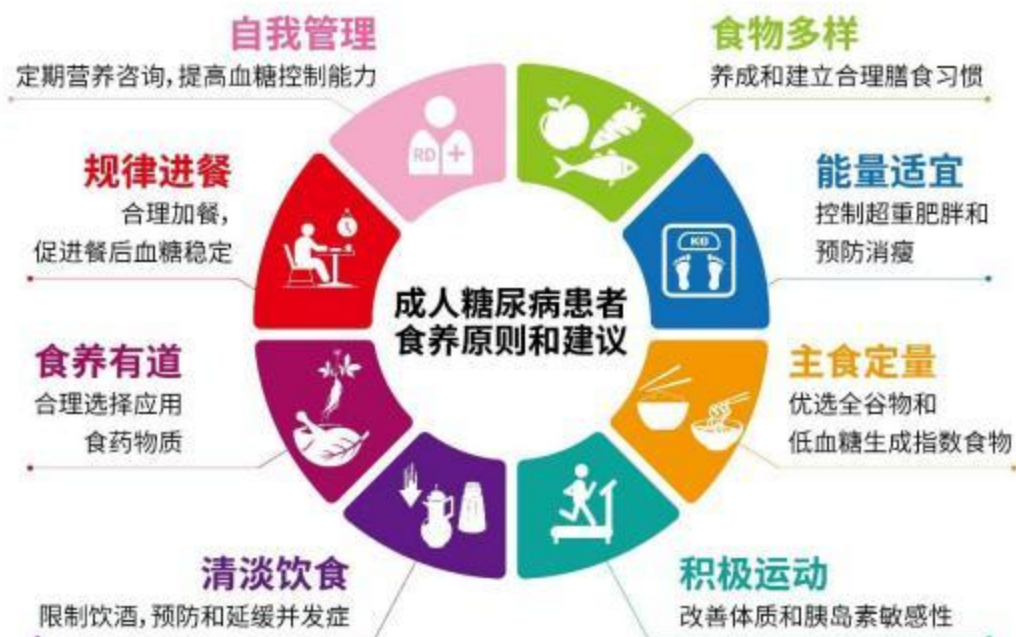 成人糖尿病患者
食养原则和建议
食物多样
养成和建立合理膳食习惯
能量适宜
控制超重肥胖和
预防消瘦
KG
主食定量
优选全谷物和
低血糖生成指数食物
积极运动
改善体质和胰岛素敏感性
清淡饮食
限制饮酒,预防和延缓并发症
食养有道
合理选择应用
食药物质
规律进餐
合理加餐,
促进餐后血糖稳定
自我管理
定期营养咨询,提高血糖控制能力
RD